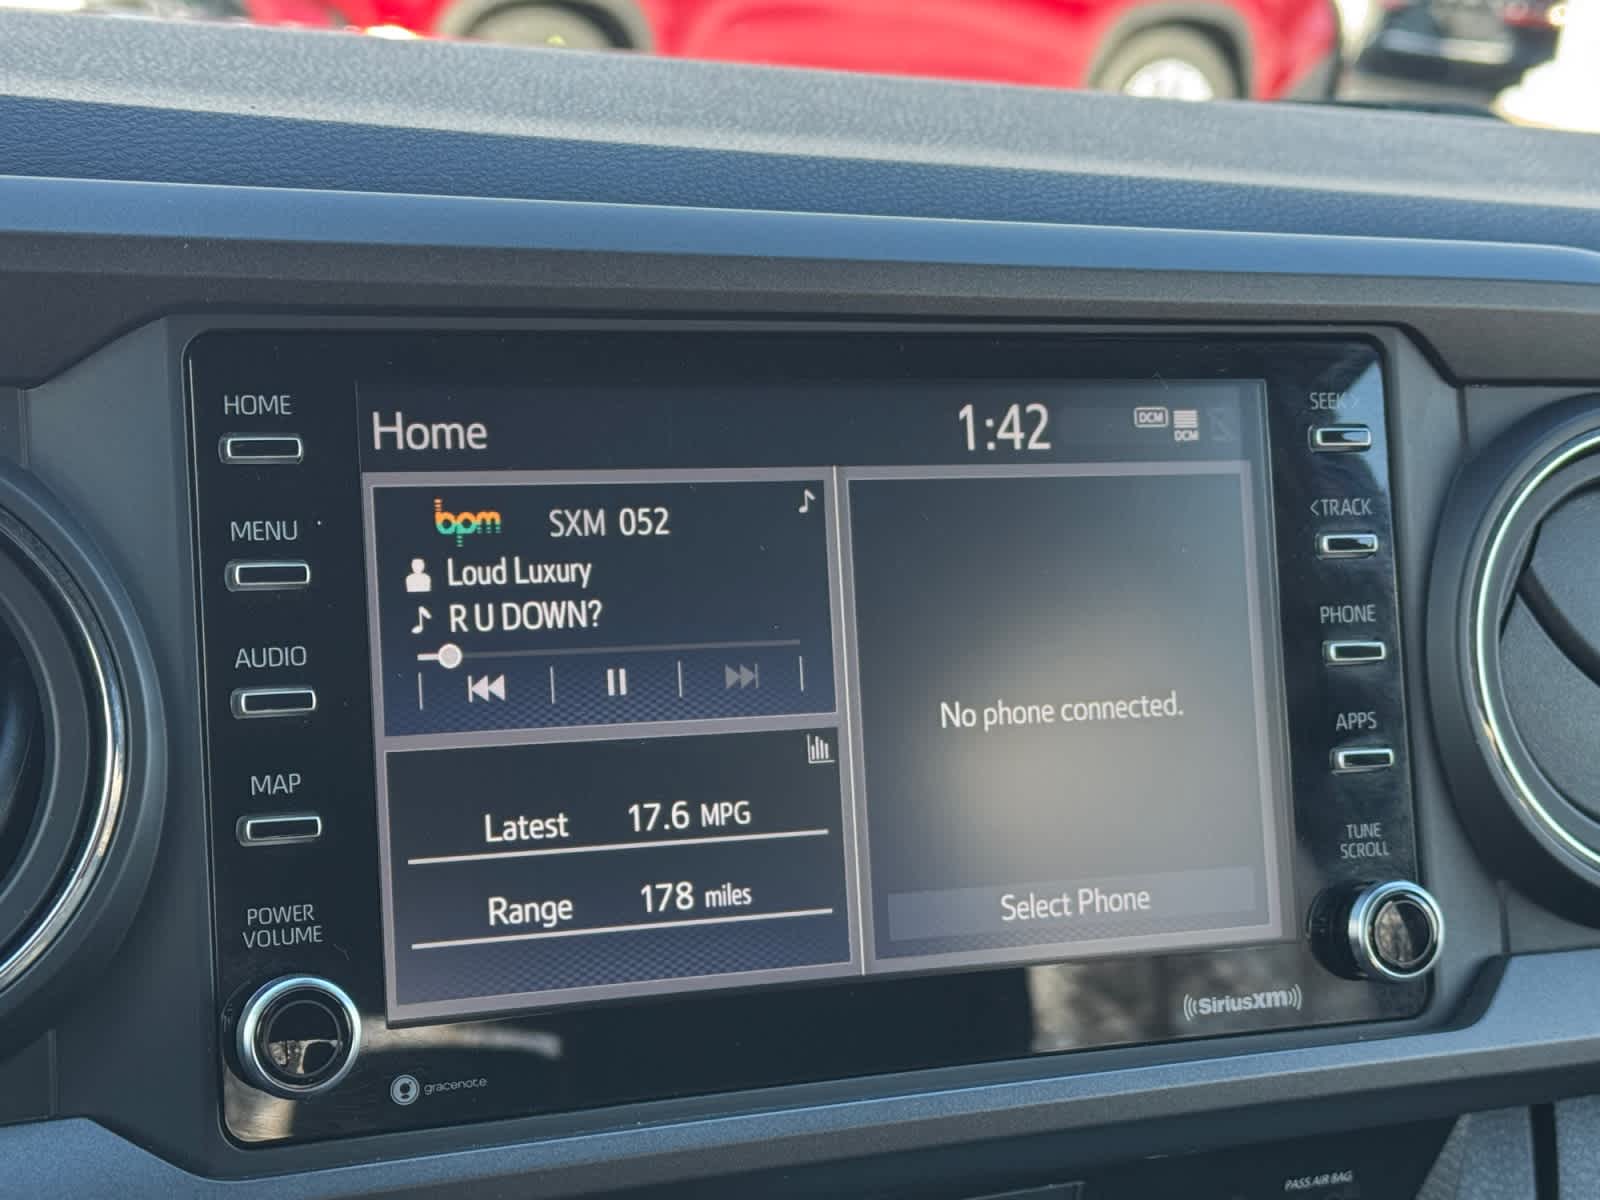 HOME
MENU
AUDIO
MAP
POWER
VOLUME
Home
1:42
DCM
DCM
bpm SXM 052
Loud Luxury
R U DOWN?
Latest 17.6 MPG
Range 178 miles
No phone connected.
Select Phone
SEEK >
< TRACK
PHONE
APPS
TUNE
SCROLL
gracenote
((SiriusXM))
PASS AIR BAG